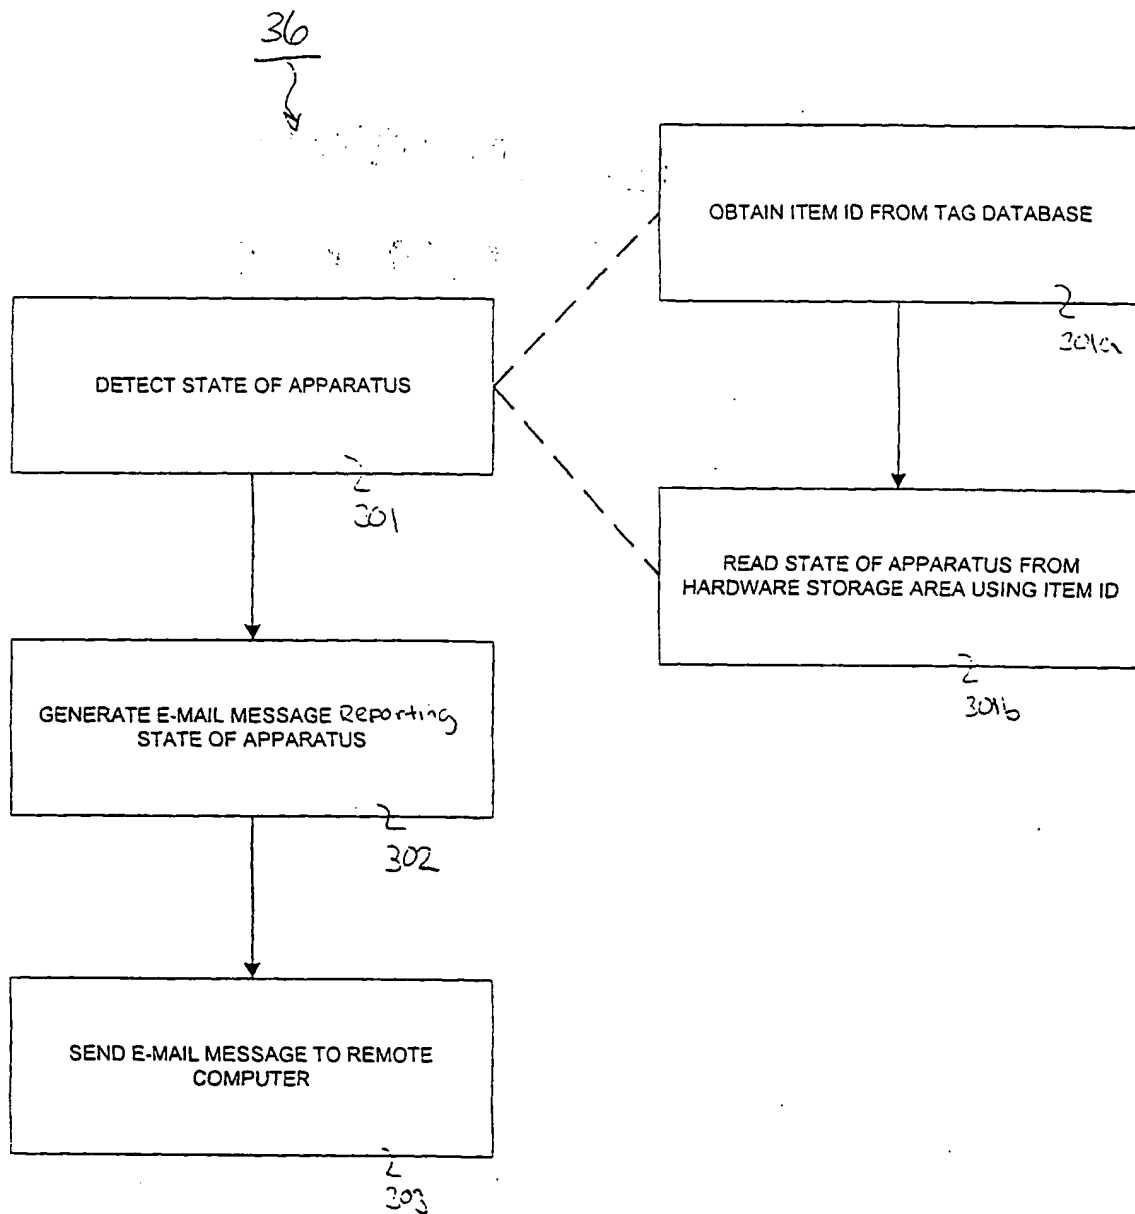 36
OBTAIN ITEM ID FROM TAG DATABASE
301a
DETECT STATE OF APPARATUS
301
READ STATE OF APPARATUS FROM
HARDWARE STORAGE AREA USING ITEM ID
301b
GENERATE E-MAIL MESSAGE Reporting
STATE OF APPARATUS
302
SEND E-MAIL MESSAGE TO REMOTE
COMPUTER
303